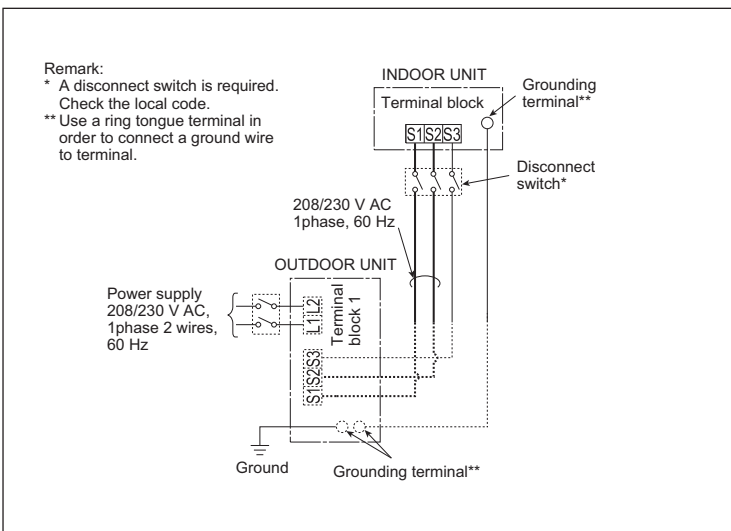 Remark:
* A disconnect switch is required.
Check the local code.
** Use a ring tongue terminal in
order to connect a ground wire
to terminal.
INDOOR UNIT
Terminal block
S1 S2 S3
Grounding
terminal**
Disconnect
switch*
208/230 V AC
1phase, 60 Hz
OUTDOOR UNIT
Power supply
208/230 V AC,
1phase 2 wires,
60 Hz
L1 L2
Terminal
block 1
S1 S2 S3
Ground
Grounding terminal**